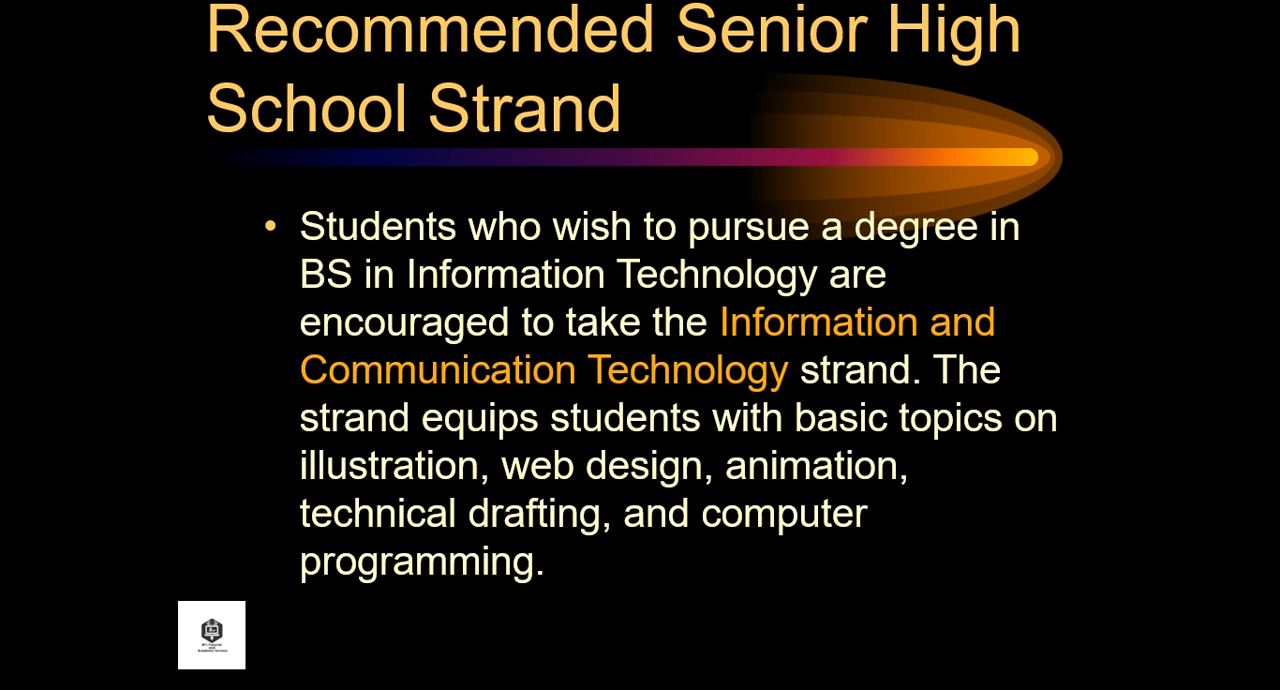 Recommended Senior High
School Strand
• Students who wish to pursue a degree in
BS in Information Technology are
encouraged to take the Information and
Communication Technology strand. The
strand equips students with basic topics on
illustration, web design, animation,
technical drafting, and computer
programming.